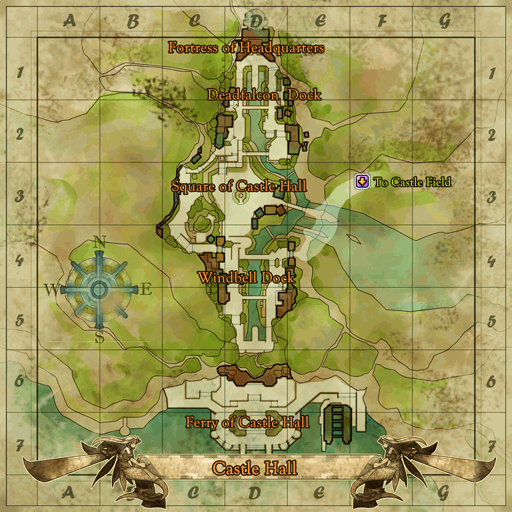 A B C D E F G
Fortress of Headquarters
1 1
Deadfalcon Dock
2 2
Square of Castle Hall
To Castle Field
3 3
N
4 4
Windbell Dock
W E
S
5 5
6 6
Ferry of Castle Hall
7 7
Castle Hall
A B C D E F G